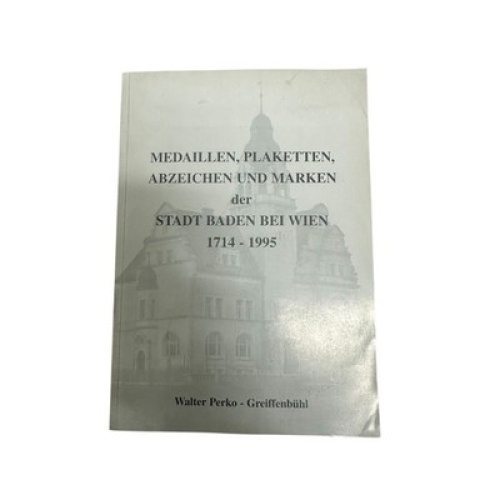 MEDAILLEN, PLAKETTEN,
ABZEICHEN UND MARKEN
der
STADT BADEN BEI WIEN
1714 - 1995
Walter Perko - Greiffenbühl